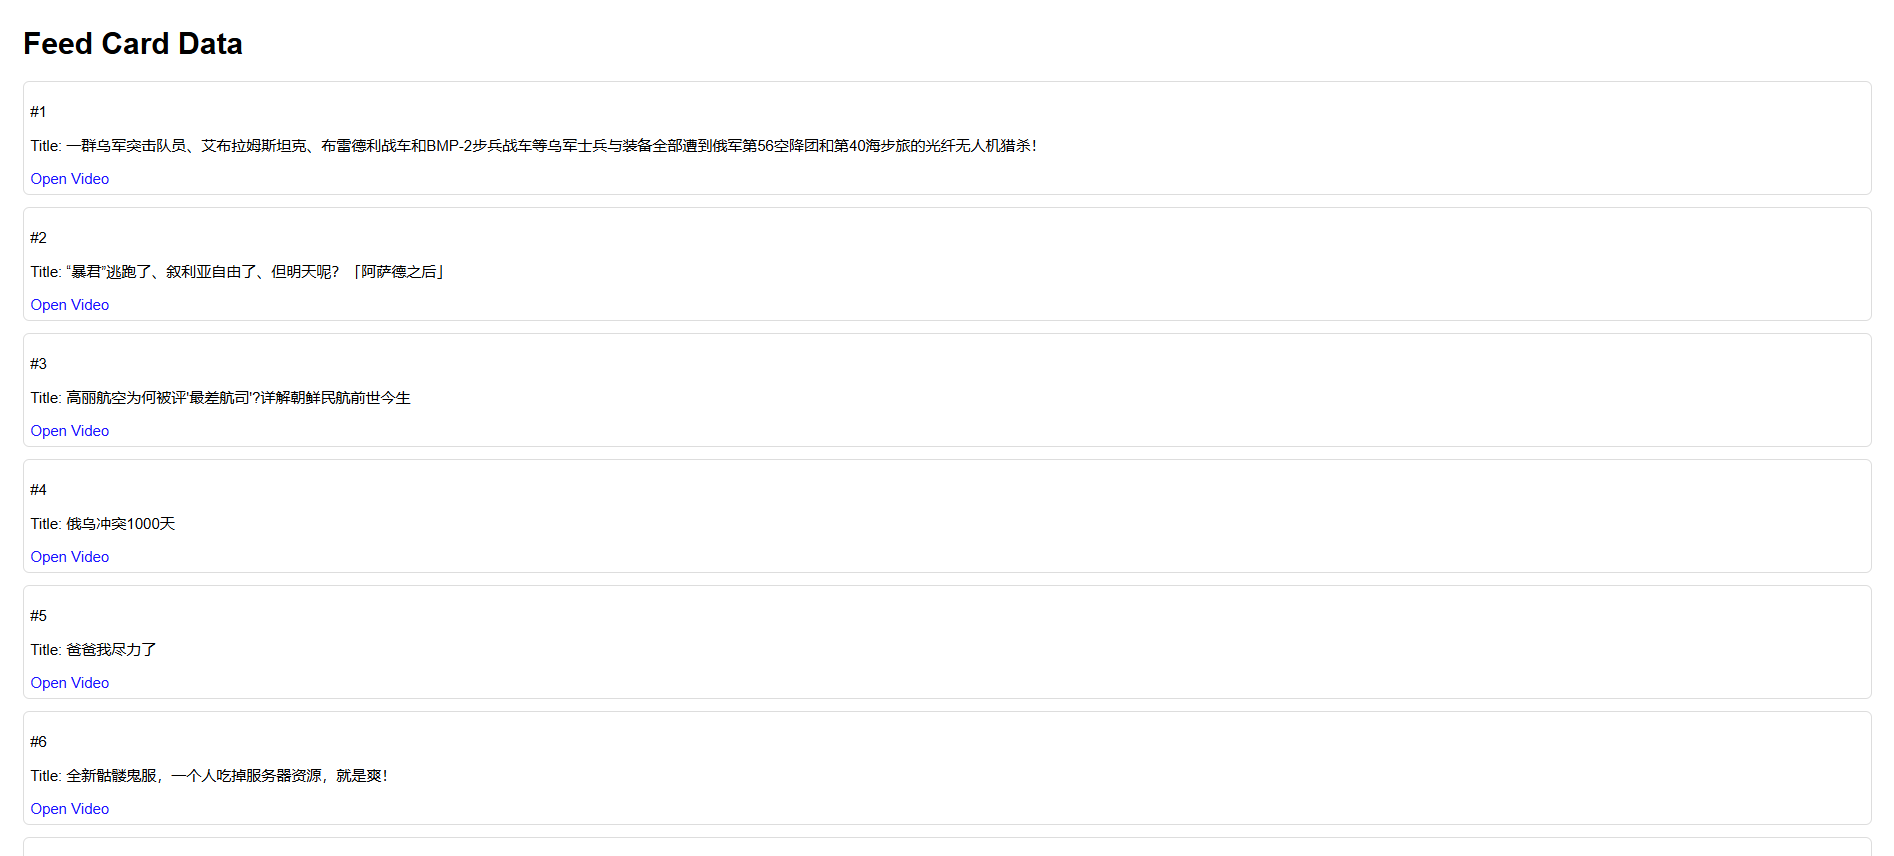 Feed Card Data
#1
Title: 一群乌军突击队员、艾布拉姆斯坦克、布雷德利战车和BMP-2步兵战车等乌军士兵与装备全部遭到俄军第56空降团和第40海步旅的光纤无人机猎杀！
Open Video
#2
Title: “暴君”逃跑了、叙利亚自由了、但明天呢？「阿萨德之后」
Open Video
#3
Title: 高丽航空为何被评'最差航司'?详解朝鲜民航前世今生
Open Video
#4
Title: 俄乌冲突1000天
Open Video
#5
Title: 爸爸我尽力了
Open Video
#6
Title: 全新骷髅鬼服，一个人吃掉服务器资源，就是爽！
Open Video